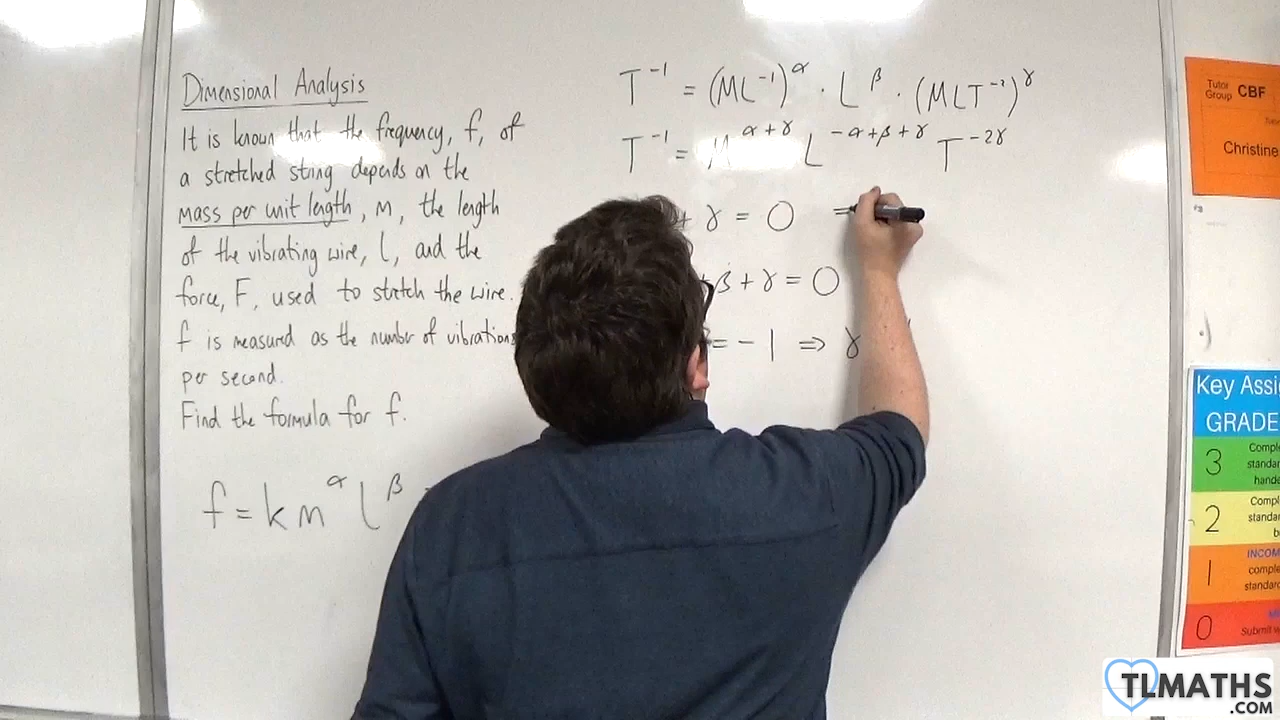 Dimensional Analysis
It is known that the frequency, f, of
a stretched string depends on the
mass per unit length, m, the length
of the vibrating wire, l, and the
force, F, used to stretch the wire.
f is measured as the number of vibrations
per second.
Find the formula for f.
f = k m^α l^β
T^-1 = (ML^-1)^α · L^β · (MLT^-2)^γ
T^-1 = M^α+γ L^-α+β+γ T^-2γ
+ γ = 0 =
+ β + γ = 0
= -1 ⇒ γ
Tutor
Group CBF
Christine
Key Assi
GRADE
3 Compl
standa
hande
2 Compl
standa
1 INCOM
comple
standar
0
Submit
TLMATHS
.COM